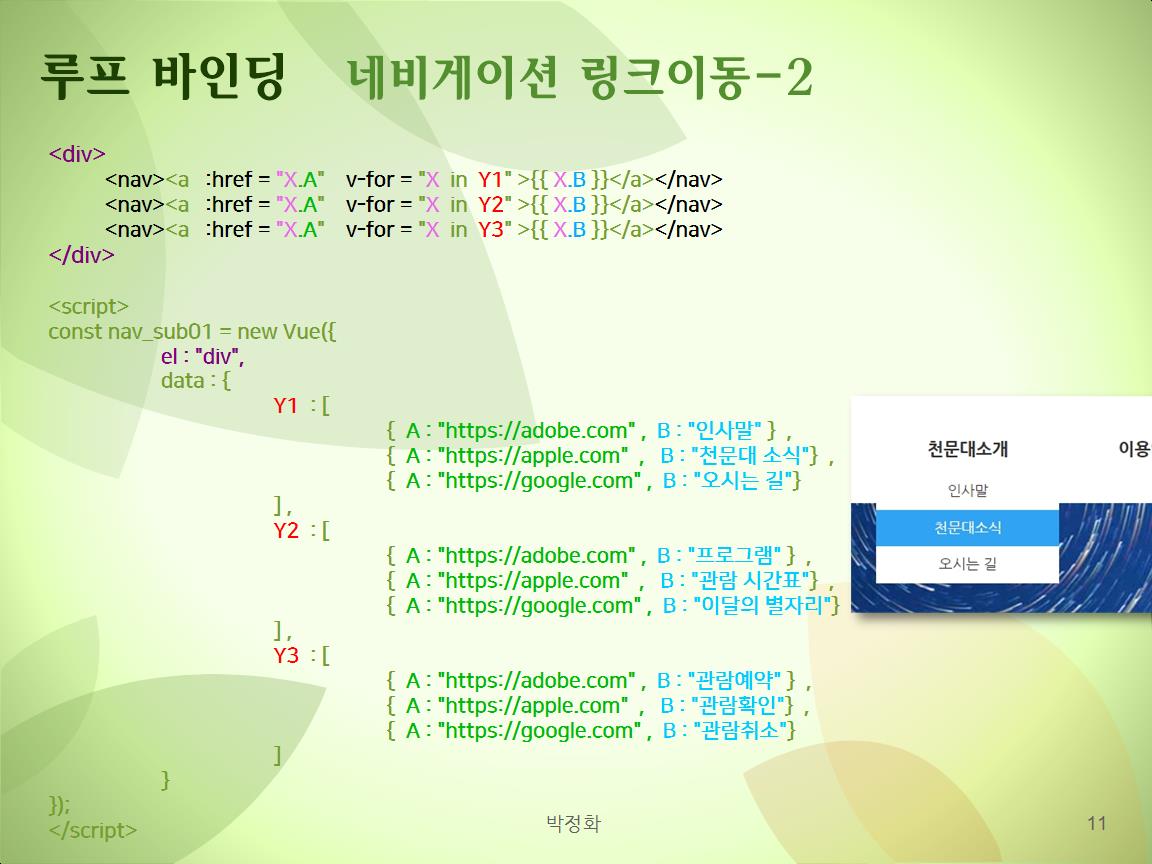 루프 바인딩 네비게이션 링크이동-2
<div>
<nav><a :href = "X.A" v-for = "X in Y1" >{{ X.B }}</a></nav>
<nav><a :href = "X.A" v-for = "X in Y2" >{{ X.B }}</a></nav>
<nav><a :href = "X.A" v-for = "X in Y3" >{{ X.B }}</a></nav>
</div>
<script>
const nav_sub01 = new Vue({
el : "div",
data : {
Y1 : [
{ A : "https://adobe.com" , B : "인사말" } ,
{ A : "https://apple.com" , B : "천문대 소식"} ,
{ A : "https://google.com" , B : "오시는 길"}
] ,
Y2 : [
{ A : "https://adobe.com" , B : "프로그램" } ,
{ A : "https://apple.com" , B : "관람 시간표"} ,
{ A : "https://google.com" , B : "이달의 별자리"}
] ,
Y3 : [
{ A : "https://adobe.com" , B : "관람예약" } ,
{ A : "https://apple.com" , B : "관람확인"} ,
{ A : "https://google.com" , B : "관람취소"}
]
}
});
</script>
천문대소개 이용
인사말
천문대소식
오시는 길
박정화
11